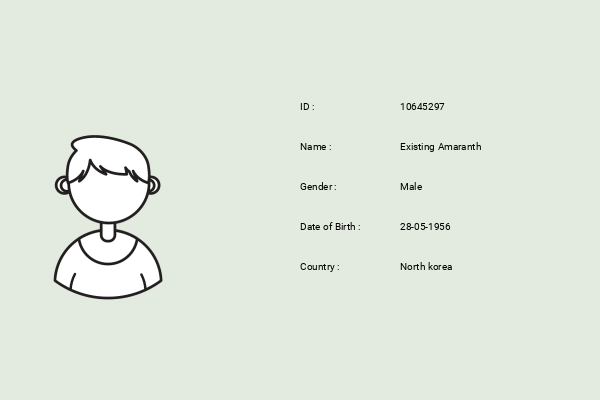 ID : 10645297
Name : Existing Amaranth
Gender : Male
Date of Birth : 28-05-1956
Country : North korea